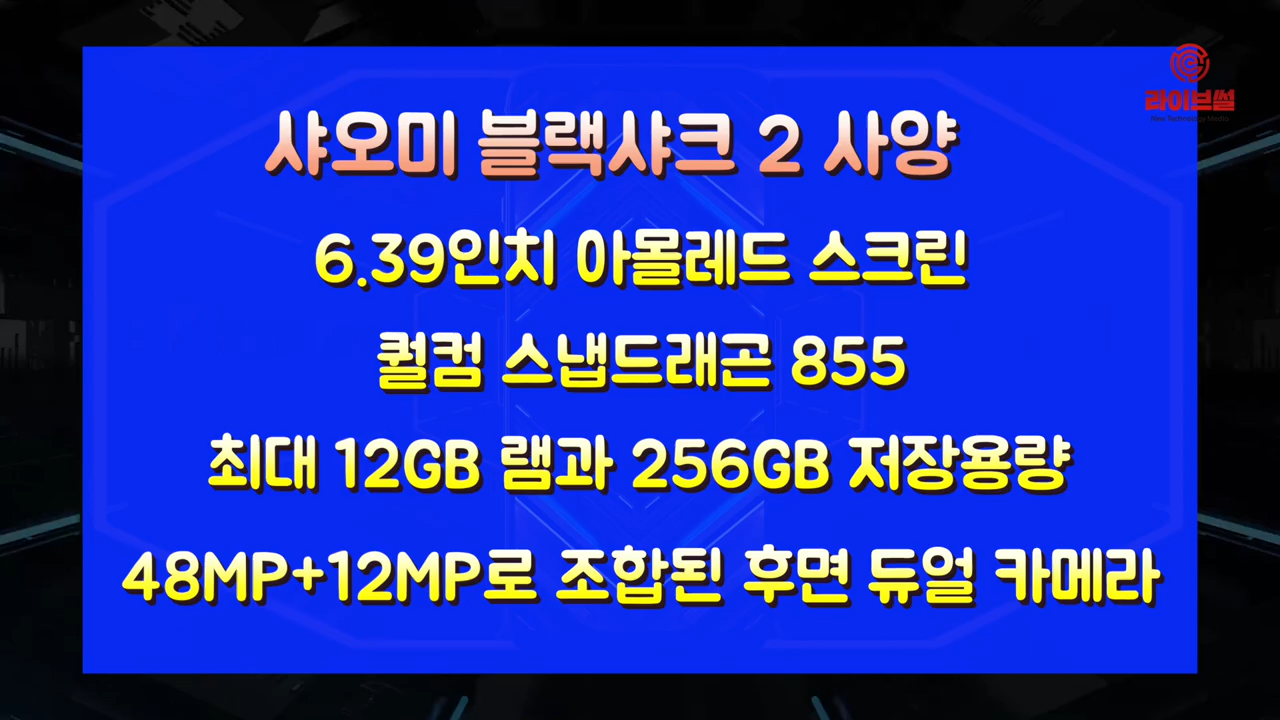 라이브썰
New Technology Media
샤오미 블랙샤크 2 사양
6.39인치 아몰레드 스크린
퀄컴 스냅드래곤 855
최대 12GB 램과 256GB 저장용량
48MP+12MP로 조합된 후면 듀얼 카메라